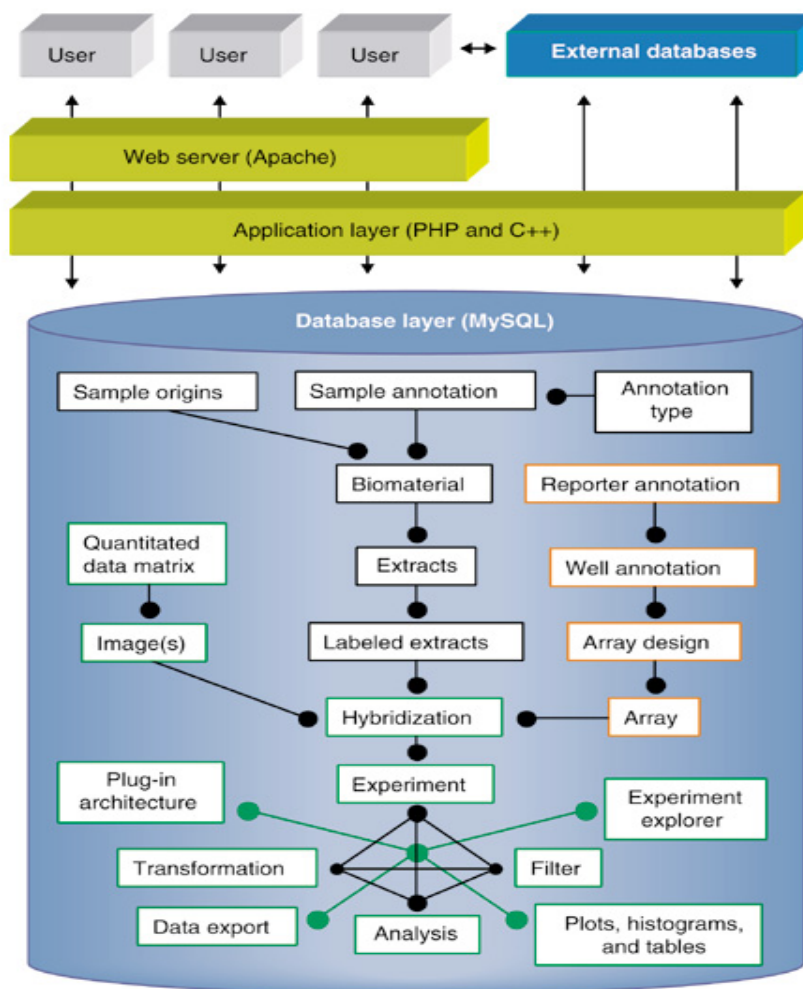 User
User
User
External databases
Web server (Apache)
Application layer (PHP and C++)
Database layer (MySQL)
Sample origins
Sample annotation
Annotation
type
Biomaterial
Reporter annotation
Quantitated
data matrix
Extracts
Well annotation
Image(s)
Labeled extracts
Array design
Hybridization
Array
Plug-in
architecture
Experiment
Experiment
explorer
Transformation
Filter
Data export
Analysis
Plots, histograms,
and tables